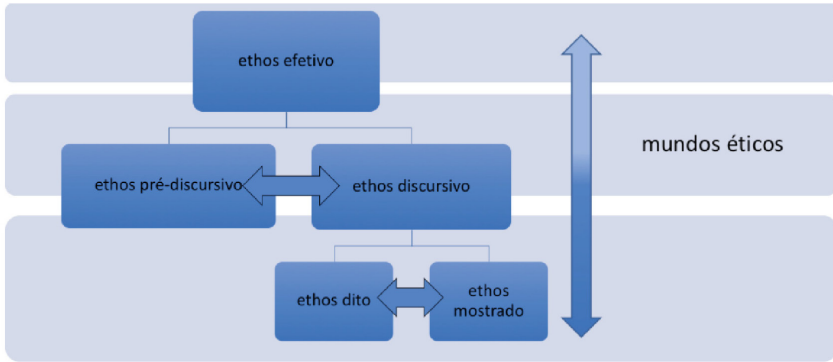 ethos efetivo
mundos éticos
ethos pré-discursivo
ethos discursivo
ethos dito
ethos
mostrado